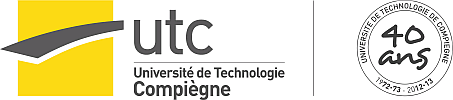 utc
Université de Technologie
Compiègne
UNIVERSITÉ DE TECHNOLOGIE DE COMPIÈGNE
40
ans
1972-73 - 2012-13